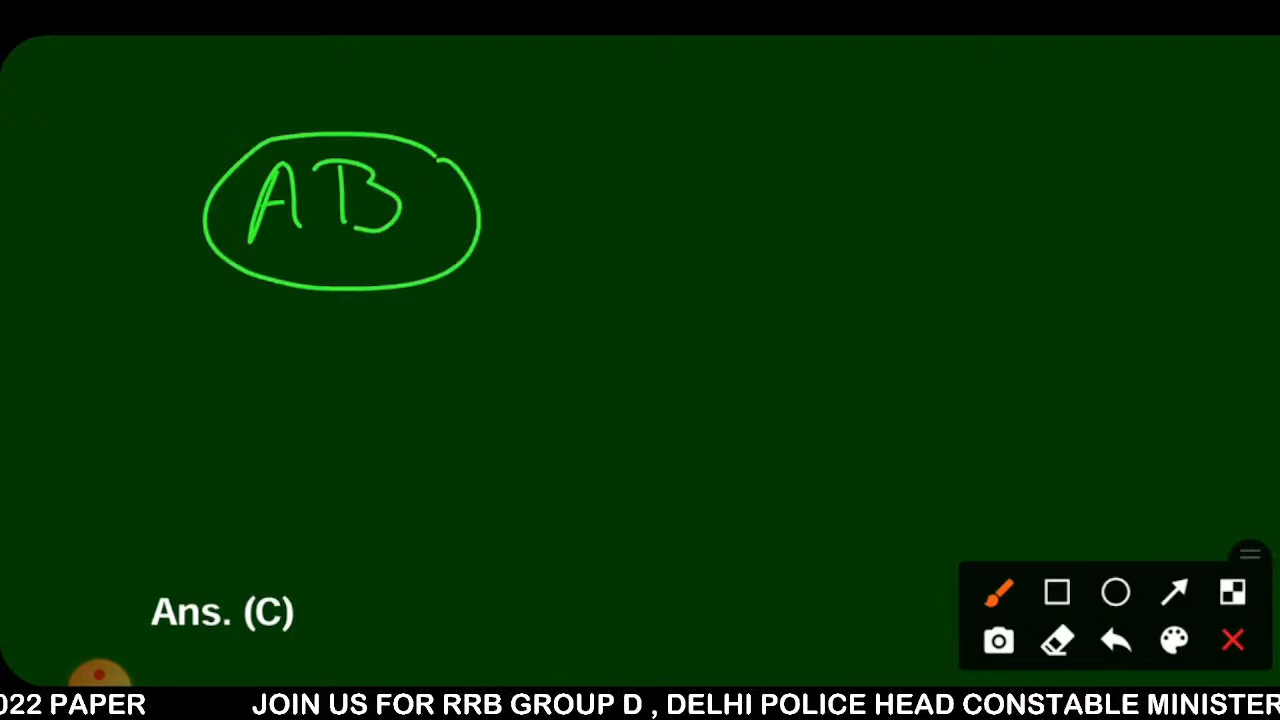 AB
Ans. (C)
022 PAPER JOIN US FOR RRB GROUP D , DELHI POLICE HEAD CONSTABLE MINISTER